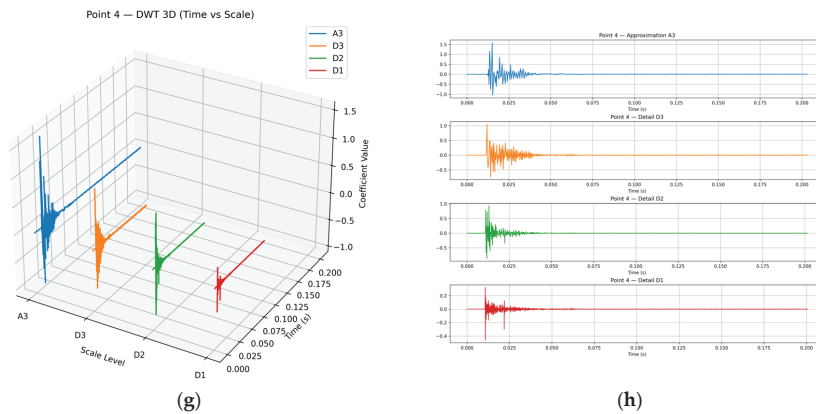 Point 4 — DWT 3D (Time vs Scale)
A3
D3
D2
D1
1.5
1.0
0.5
0.0
−0.5
−1.0
Coefficient Value
A3
D3
D2
D1
Scale Level
0.000
0.025
0.050
0.075
0.100
0.125
0.150
0.175
0.200
Time (s)
(g)
Point 4 — Approximation A3
1.5
1.0
0.5
0.0
−0.5
−1.0
0.000 0.025 0.050 0.075 0.100 0.125 0.150 0.175 0.200
Time (s)
Point 4 — Detail D3
1.0
0.5
0.0
−0.5
0.000 0.025 0.050 0.075 0.100 0.125 0.150 0.175 0.200
Time (s)
Point 4 — Detail D2
0.5
0.0
−0.5
0.000 0.025 0.050 0.075 0.100 0.125 0.150 0.175 0.200
Time (s)
Point 4 — Detail D1
0.2
0.0
−0.2
−0.4
0.000 0.025 0.050 0.075 0.100 0.125 0.150 0.175 0.200
Time (s)
(h)